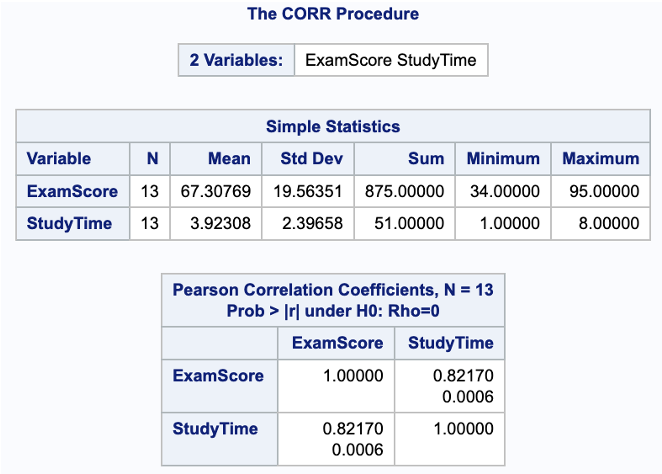 The CORR Procedure
2 Variables: ExamScore StudyTime
Simple Statistics
Variable N Mean Std Dev Sum Minimum Maximum
ExamScore 13 67.30769 19.56351 875.00000 34.00000 95.00000
StudyTime 13 3.92308 2.39658 51.00000 1.00000 8.00000
Pearson Correlation Coefficients, N = 13
Prob > |r| under H0: Rho=0
ExamScore StudyTime
ExamScore 1.00000 0.82170
0.0006
StudyTime 0.82170 1.00000
0.0006